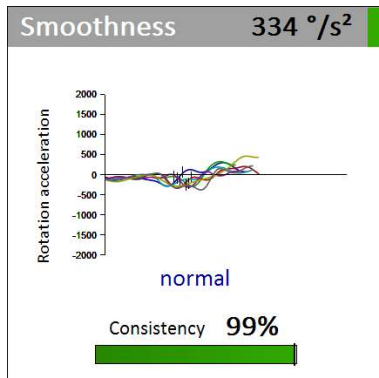 Smoothness 334 °/s²
Rotation acceleration
2000
1500
1000
500
0
-500
-1000
-1500
-2000
normal
Consistency 99%